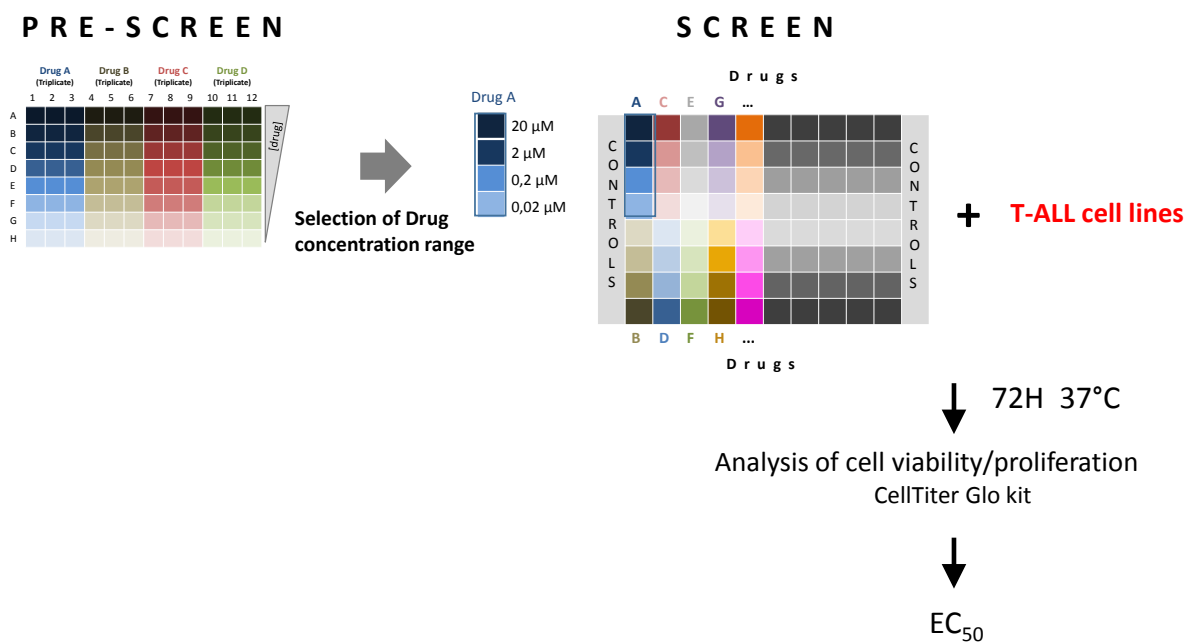 PRE-SCREEN
Drug A Drug B Drug C Drug D
(Triplicate) (Triplicate) (Triplicate) (Triplicate)
1 2 3 4 5 6 7 8 9 10 11 12
A
B
C
D
E
F
G
H
[drug]
Selection of Drug
concentration range
Drug A
20 µM
2 µM
0,2 µM
0,02 µM
SCREEN
Drugs
A C E G ...
CONTROLS
CONTROLS
B D F H ...
Drugs
+ T-ALL cell lines
72H 37°C
Analysis of cell viability/proliferation
CellTiter Glo kit
EC50